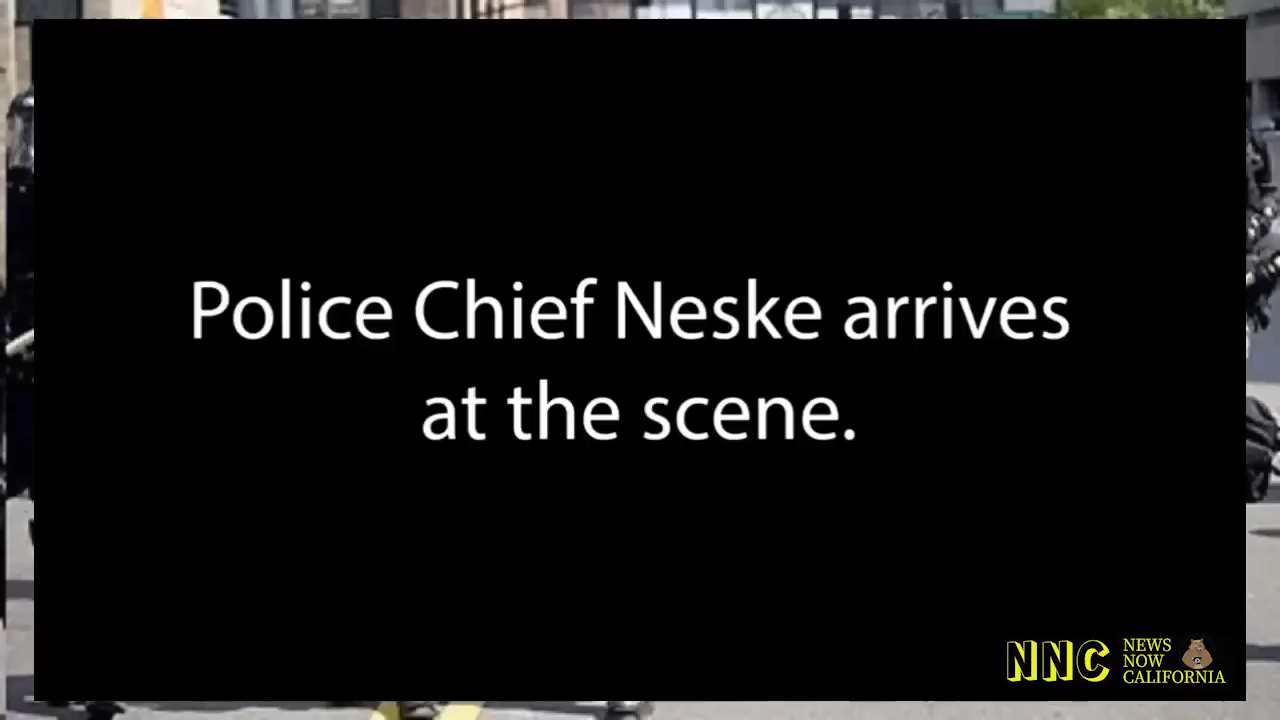 Police Chief Neske arrives
at the scene.
NNC
NEWS
NOW
CALIFORNIA